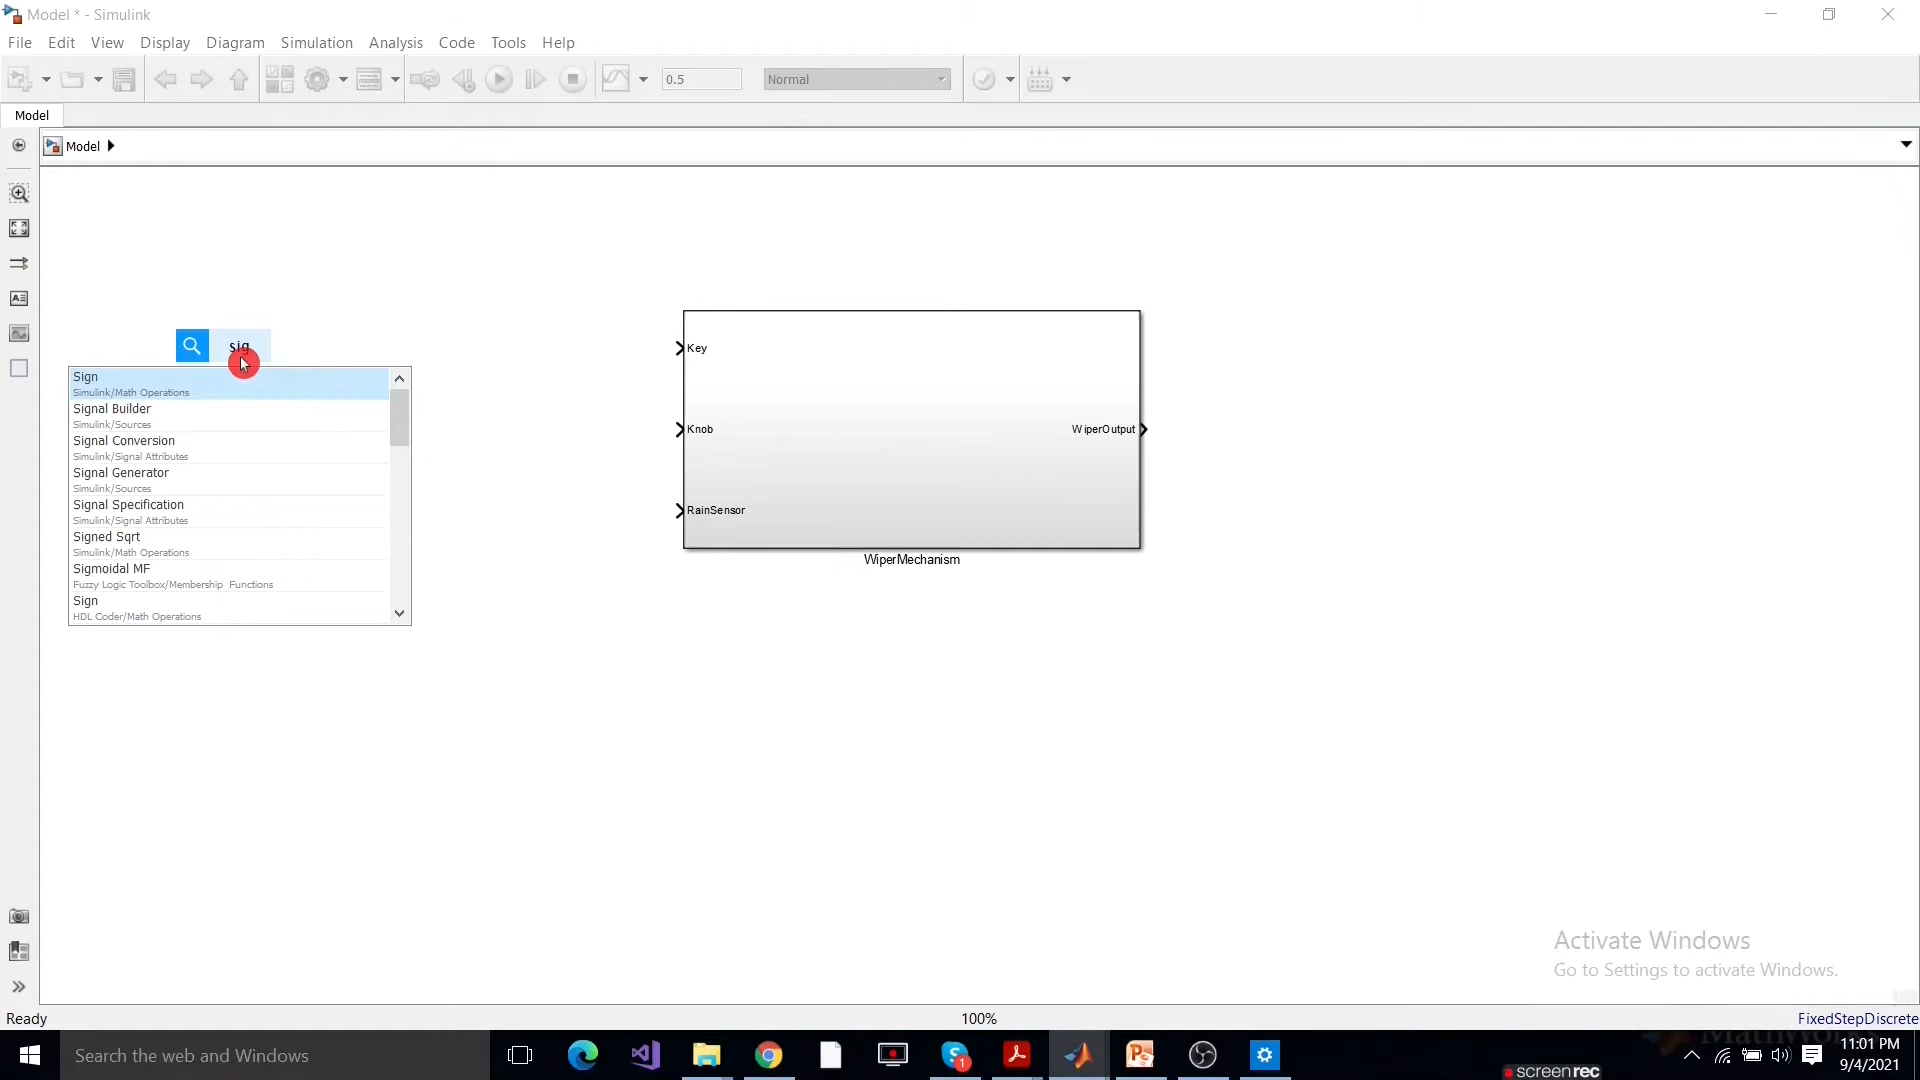 Model * - Simulink
File Edit View Display Diagram Simulation Analysis Code Tools Help
0.5 Normal
Model
Model
sig
Sign
Simulink/Math Operations
Signal Builder
Simulink/Sources
Signal Conversion
Simulink/Signal Attributes
Signal Generator
Simulink/Sources
Signal Specification
Simulink/Signal Attributes
Signed Sqrt
Simulink/Math Operations
Sigmoidal MF
Fuzzy Logic Toolbox/Membership Functions
Sign
HDL Coder/Math Operations
Key
Knob
WiperOutput
RainSensor
WiperMechanism
Activate Windows
Go to Settings to activate Windows.
Ready 100% FixedStepDiscrete
Search the web and Windows
11:01 PM
9/4/2021
screenrec